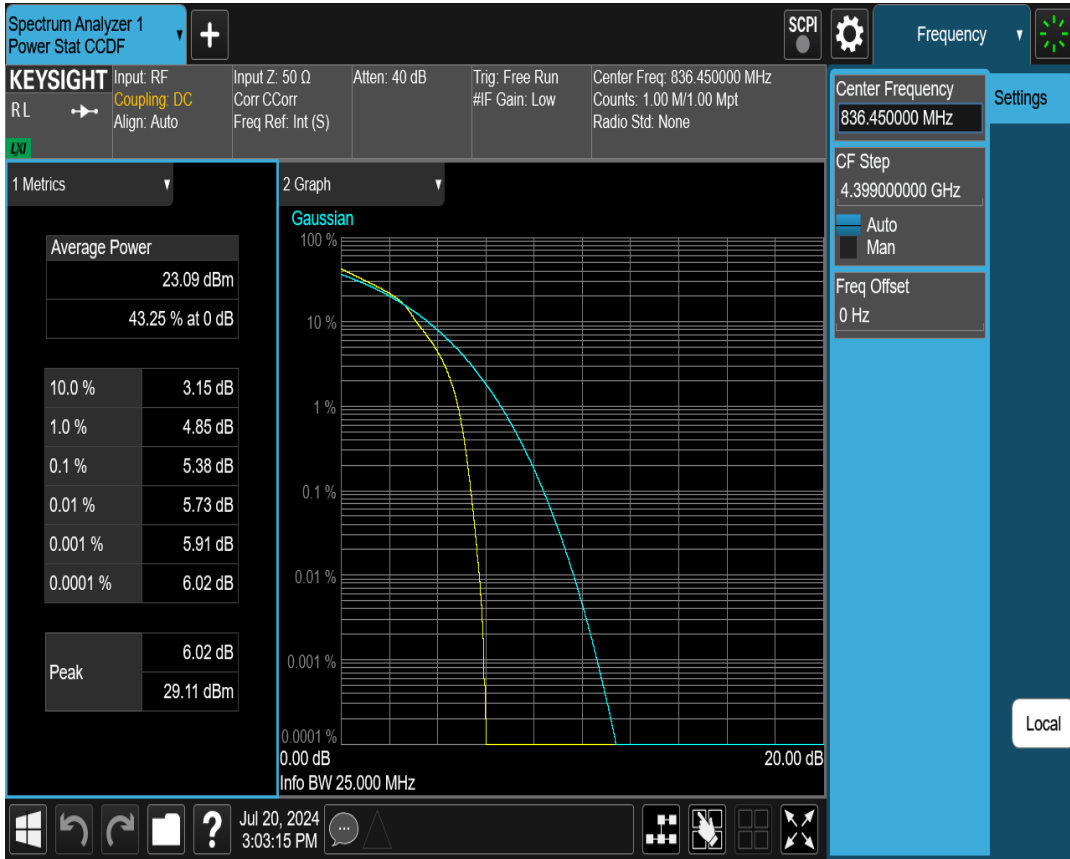 Spectrum Analyzer 1
Power Stat CCDF
SCPI
Frequency
KEYSIGHT
RL
LXI
Input: RF
Coupling: DC
Align: Auto
Input Z: 50 Ω
Corr CCorr
Freq Ref: Int (S)
Atten: 40 dB
Trig: Free Run
#IF Gain: Low
Center Freq: 836.450000 MHz
Counts: 1.00 M/1.00 Mpt
Radio Std: None
Center Frequency
836.450000 MHz
Settings
CF Step
4.399000000 GHz
Auto
Man
Freq Offset
0 Hz
Local
1 Metrics
Average Power
23.09 dBm
43.25 % at 0 dB
10.0 % 3.15 dB
1.0 % 4.85 dB
0.1 % 5.38 dB
0.01 % 5.73 dB
0.001 % 5.91 dB
0.0001 % 6.02 dB
Peak
6.02 dB
29.11 dBm
2 Graph
Gaussian
100 %
10 %
1 %
0.1 %
0.01 %
0.001 %
0.0001 %
0.00 dB 20.00 dB
Info BW 25.000 MHz
?
Jul 20, 2024
3:03:15 PM